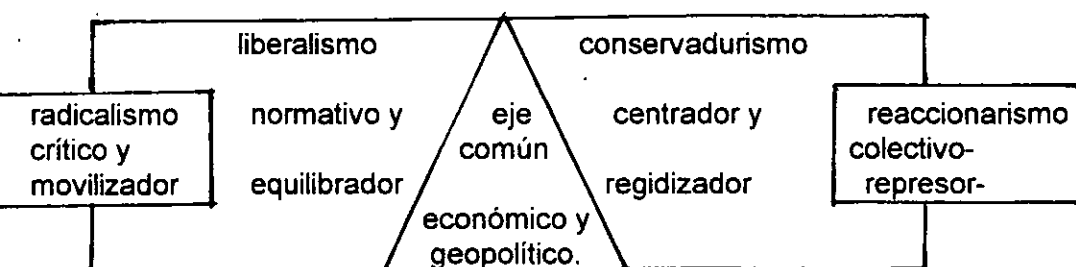 liberalismo
conservadurismo
radicalismo
crítico y
movilizador
normativo y
equilibrador
eje
común
económico y
geopolítico.
centrador y
regidizador
reaccionarismo
colectivo-
represor-